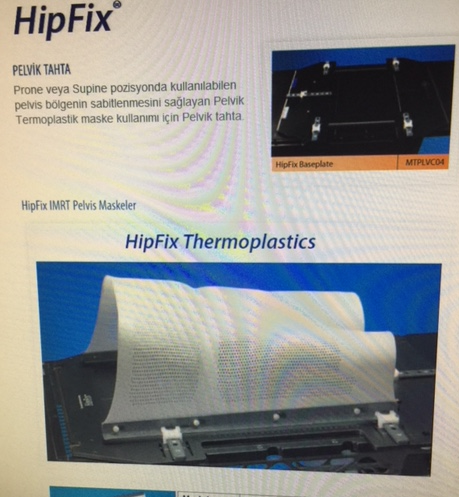 HipFix®
PELVİK TAHTA
Prone veya Supine pozisyonda kullanılabilen
pelvis bölgenin sabitlenmesini sağlayan Pelvik
Termoplastik maske kullanımı için Pelvik tahta.
HipFix Baseplate MTPLVC04
HipFix IMRT Pelvis Maskeler
HipFix Thermoplastics